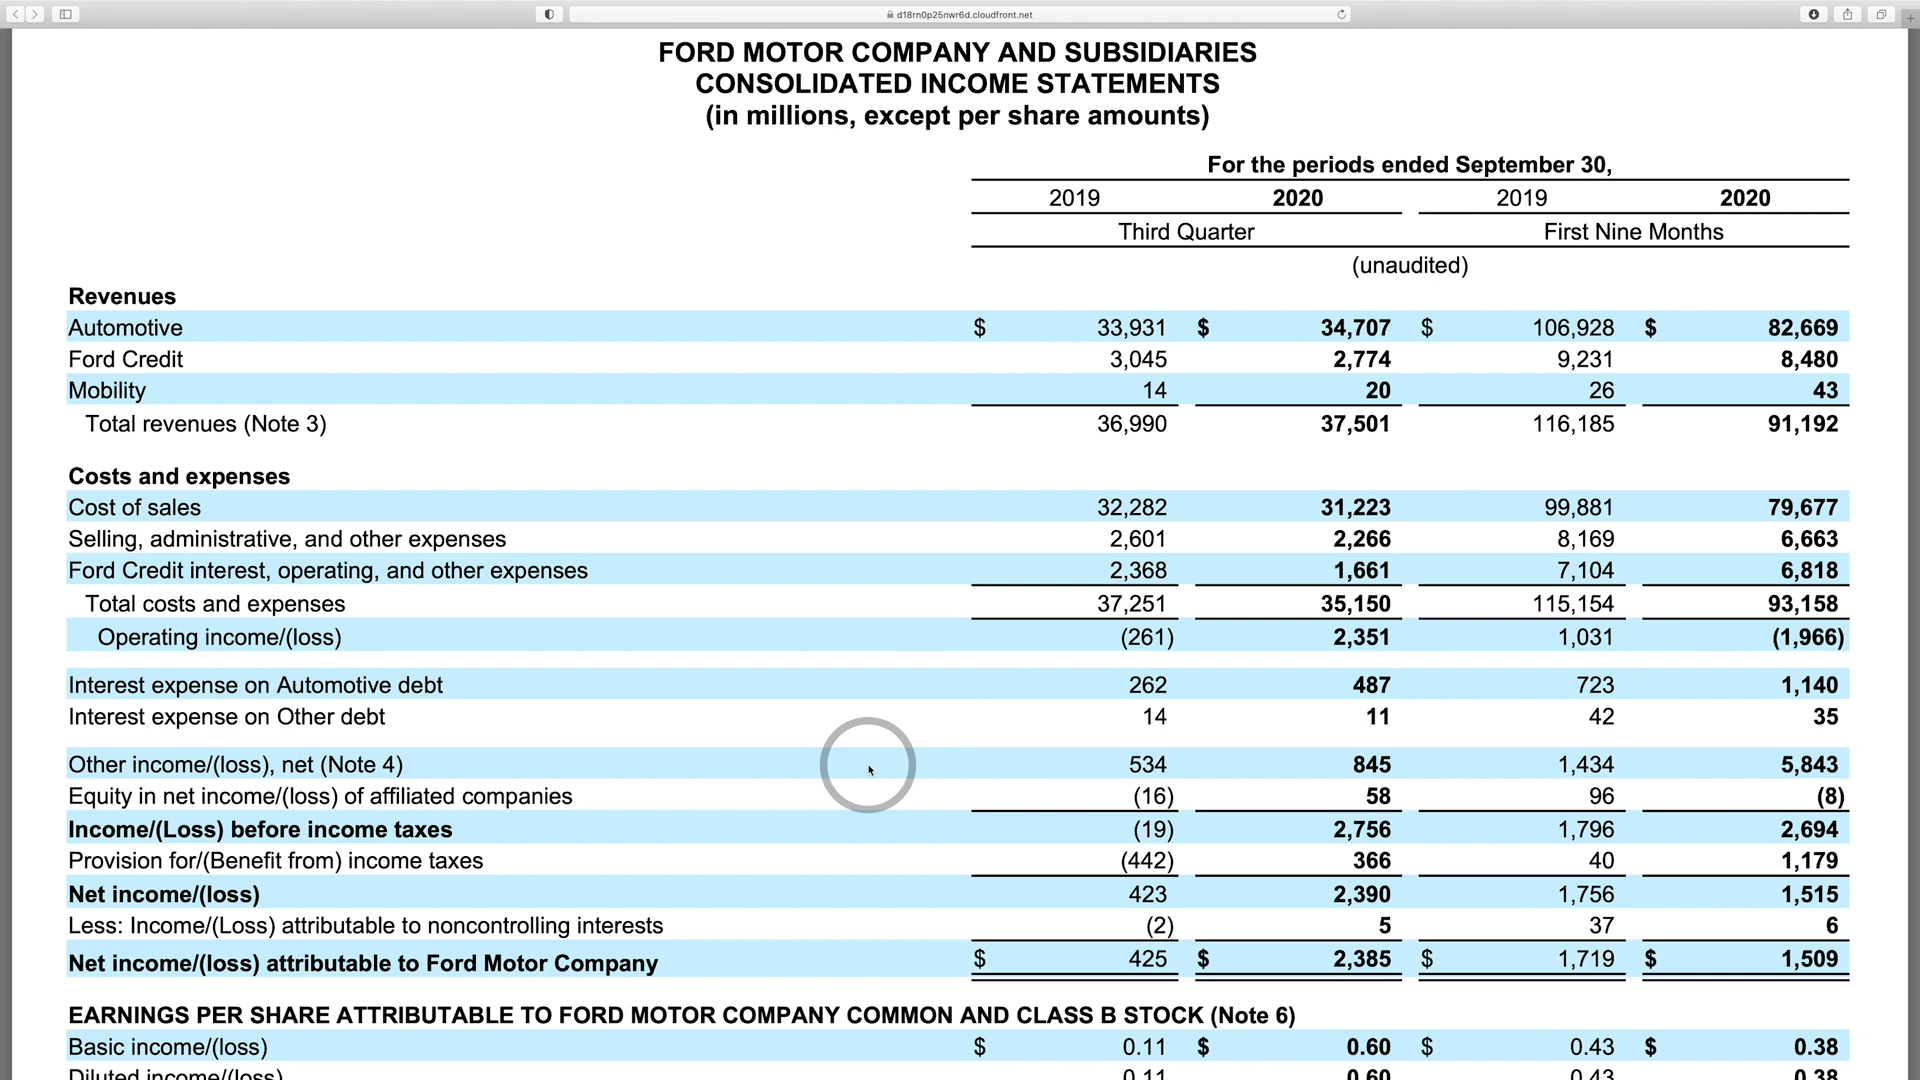 d18rn0p25nwr6d.cloudfront.net
FORD MOTOR COMPANY AND SUBSIDIARIES
CONSOLIDATED INCOME STATEMENTS
(in millions, except per share amounts)
For the periods ended September 30,
2019 2020 2019 2020
Third Quarter First Nine Months
(unaudited)
Revenues
Automotive $ 33,931 $ 34,707 $ 106,928 $ 82,669
Ford Credit 3,045 2,774 9,231 8,480
Mobility 14 20 26 43
Total revenues (Note 3) 36,990 37,501 116,185 91,192
Costs and expenses
Cost of sales 32,282 31,223 99,881 79,677
Selling, administrative, and other expenses 2,601 2,266 8,169 6,663
Ford Credit interest, operating, and other expenses 2,368 1,661 7,104 6,818
Total costs and expenses 37,251 35,150 115,154 93,158
Operating income/(loss) (261) 2,351 1,031 (1,966)
Interest expense on Automotive debt 262 487 723 1,140
Interest expense on Other debt 14 11 42 35
Other income/(loss), net (Note 4) 534 845 1,434 5,843
Equity in net income/(loss) of affiliated companies (16) 58 96 (8)
Income/(Loss) before income taxes (19) 2,756 1,796 2,694
Provision for/(Benefit from) income taxes (442) 366 40 1,179
Net income/(loss) 423 2,390 1,756 1,515
Less: Income/(Loss) attributable to noncontrolling interests (2) 5 37 6
Net income/(loss) attributable to Ford Motor Company $ 425 $ 2,385 $ 1,719 $ 1,509
EARNINGS PER SHARE ATTRIBUTABLE TO FORD MOTOR COMPANY COMMON AND CLASS B STOCK (Note 6)
Basic income/(loss) $ 0.11 $ 0.60 $ 0.43 $ 0.38
Diluted income/(loss) 0.11 0.60 0.43 0.38